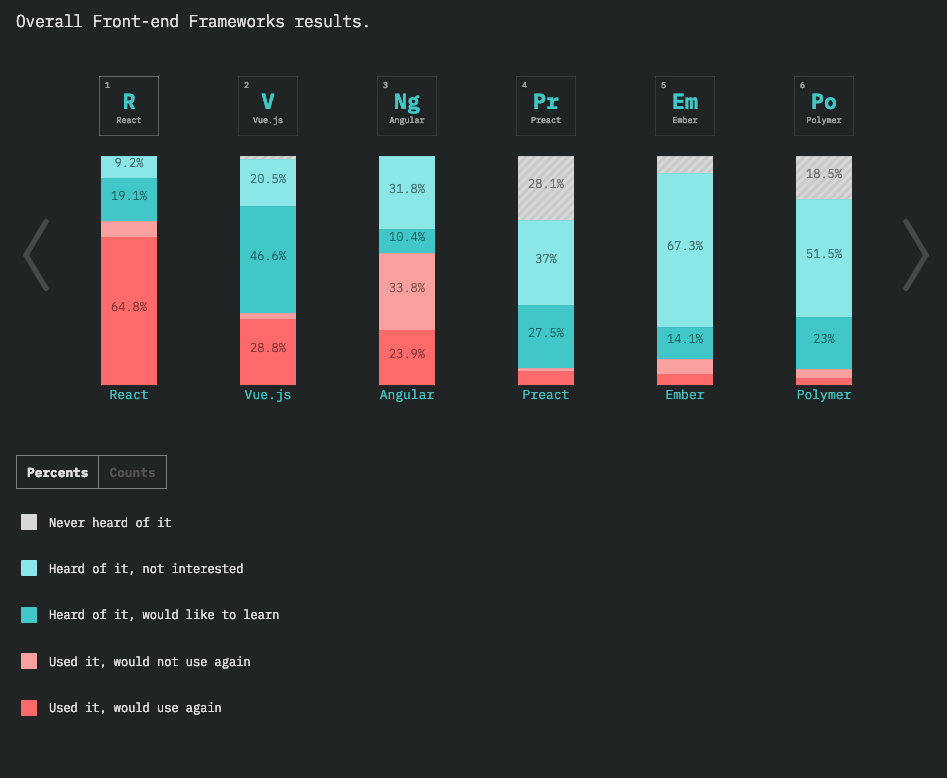 Overall Front-end Frameworks results.
1 2 3 4 5 6
R V Ng Pr Em Po
React Vue.js Angular Preact Ember Polymer
9.2% 20.5% 31.8% 28.1% 67.3% 18.5%
19.1% 46.6% 10.4% 37% 14.1% 51.5%
64.8% 28.8% 33.8% 27.5% 23%
23.9%
React Vue.js Angular Preact Ember Polymer
Percents Counts
Never heard of it
Heard of it, not interested
Heard of it, would like to learn
Used it, would not use again
Used it, would use again